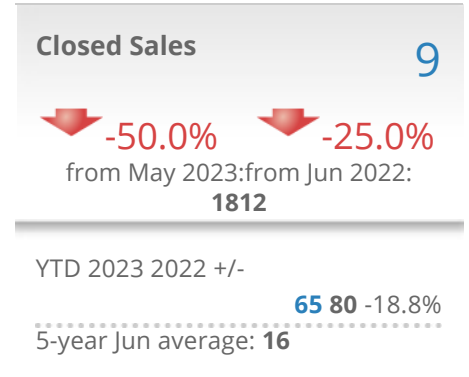 Closed Sales 9
-50.0% -25.0%
from May 2023:from Jun 2022:
1812
YTD 2023 2022 +/-
65 80 -18.8%
5-year Jun average: 16